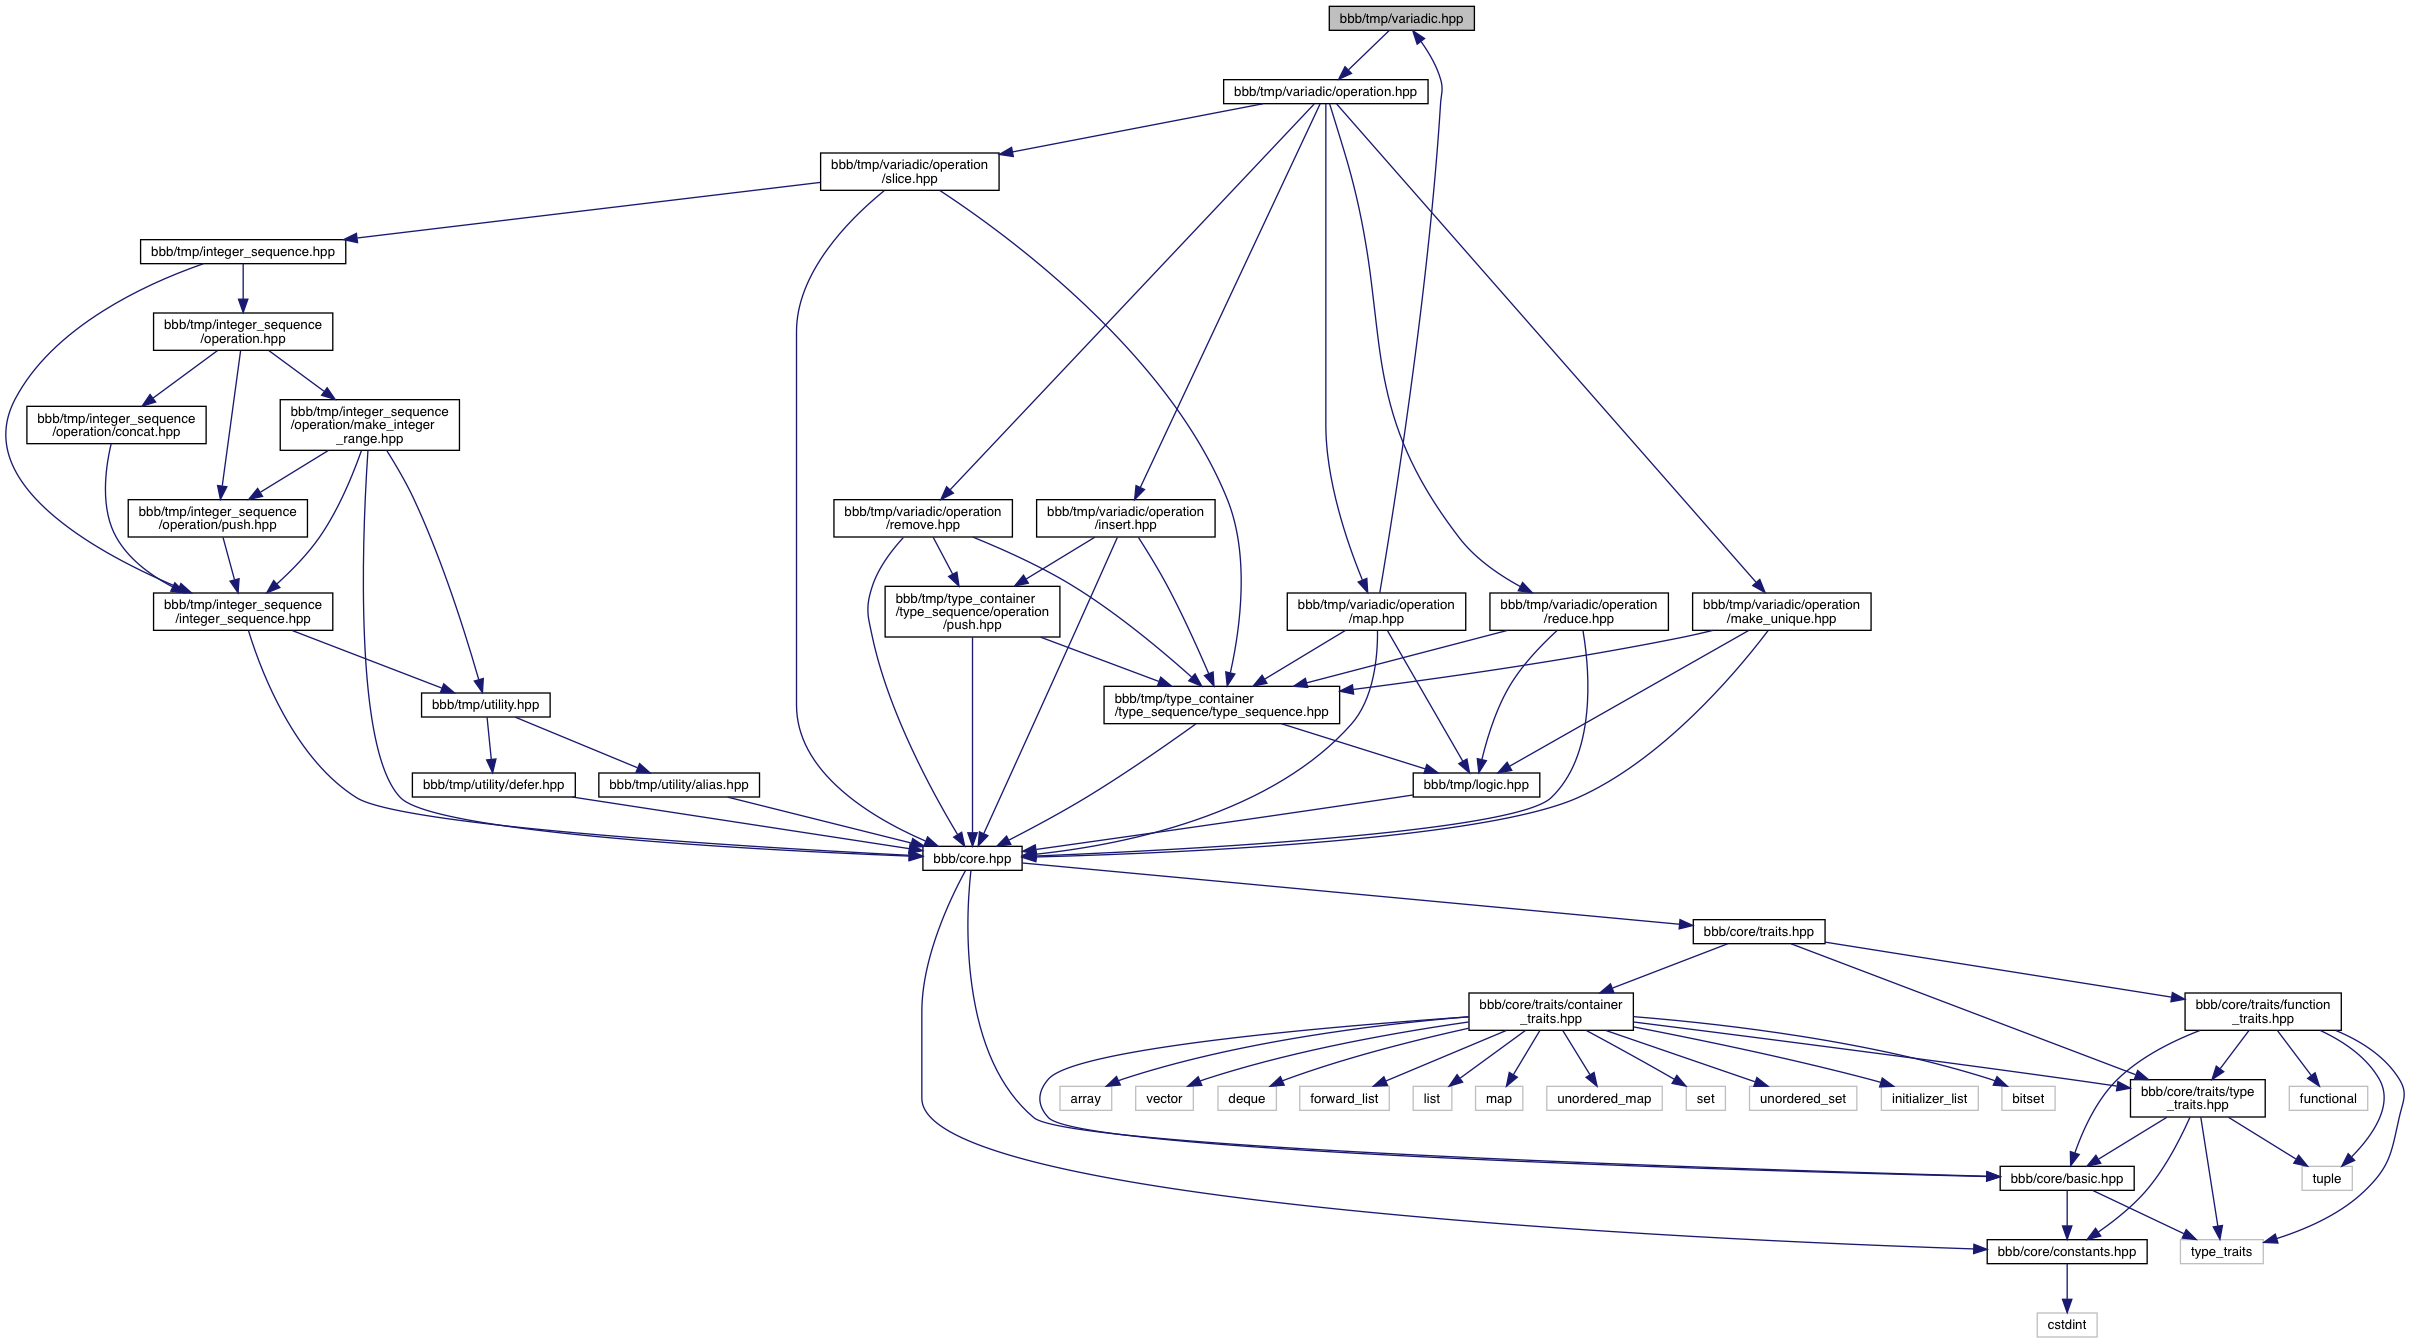 bbb/tmp/variadic.hpp
bbb/tmp/variadic/operation.hpp
bbb/tmp/variadic/operation
/slice.hpp
bbb/tmp/integer_sequence.hpp
bbb/tmp/integer_sequence
/operation.hpp
bbb/tmp/integer_sequence
/operation/concat.hpp
bbb/tmp/integer_sequence
/operation/make_integer
_range.hpp
bbb/tmp/integer_sequence
/operation/push.hpp
bbb/tmp/variadic/operation
/remove.hpp
bbb/tmp/variadic/operation
/insert.hpp
bbb/tmp/integer_sequence
/integer_sequence.hpp
bbb/tmp/type_container
/type_sequence/operation
/push.hpp
bbb/tmp/variadic/operation
/map.hpp
bbb/tmp/variadic/operation
/reduce.hpp
bbb/tmp/variadic/operation
/make_unique.hpp
bbb/tmp/utility.hpp
bbb/tmp/type_container
/type_sequence/type_sequence.hpp
bbb/tmp/utility/defer.hpp
bbb/tmp/utility/alias.hpp
bbb/tmp/logic.hpp
bbb/core.hpp
bbb/core/traits.hpp
bbb/core/traits/container
_traits.hpp
bbb/core/traits/function
_traits.hpp
array
vector
deque
forward_list
list
map
unordered_map
set
unordered_set
initializer_list
bitset
bbb/core/traits/type
_traits.hpp
functional
bbb/core/basic.hpp
tuple
bbb/core/constants.hpp
type_traits
cstdint